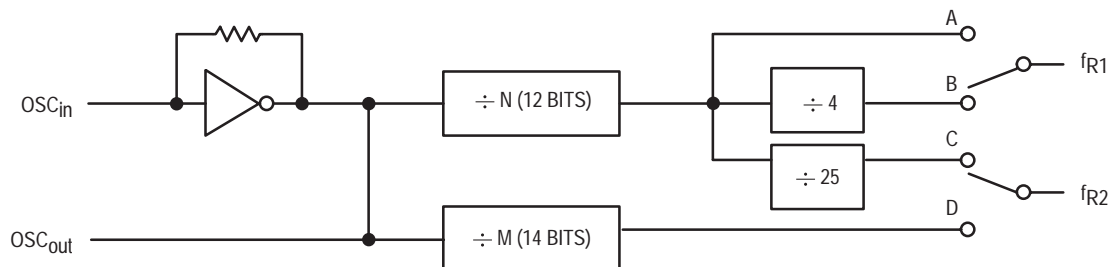 A
fR1
÷ N (12 BITS)
÷ 4
B
OSCin
C
÷ 25
fR2
D
÷ M (14 BITS)
OSCout